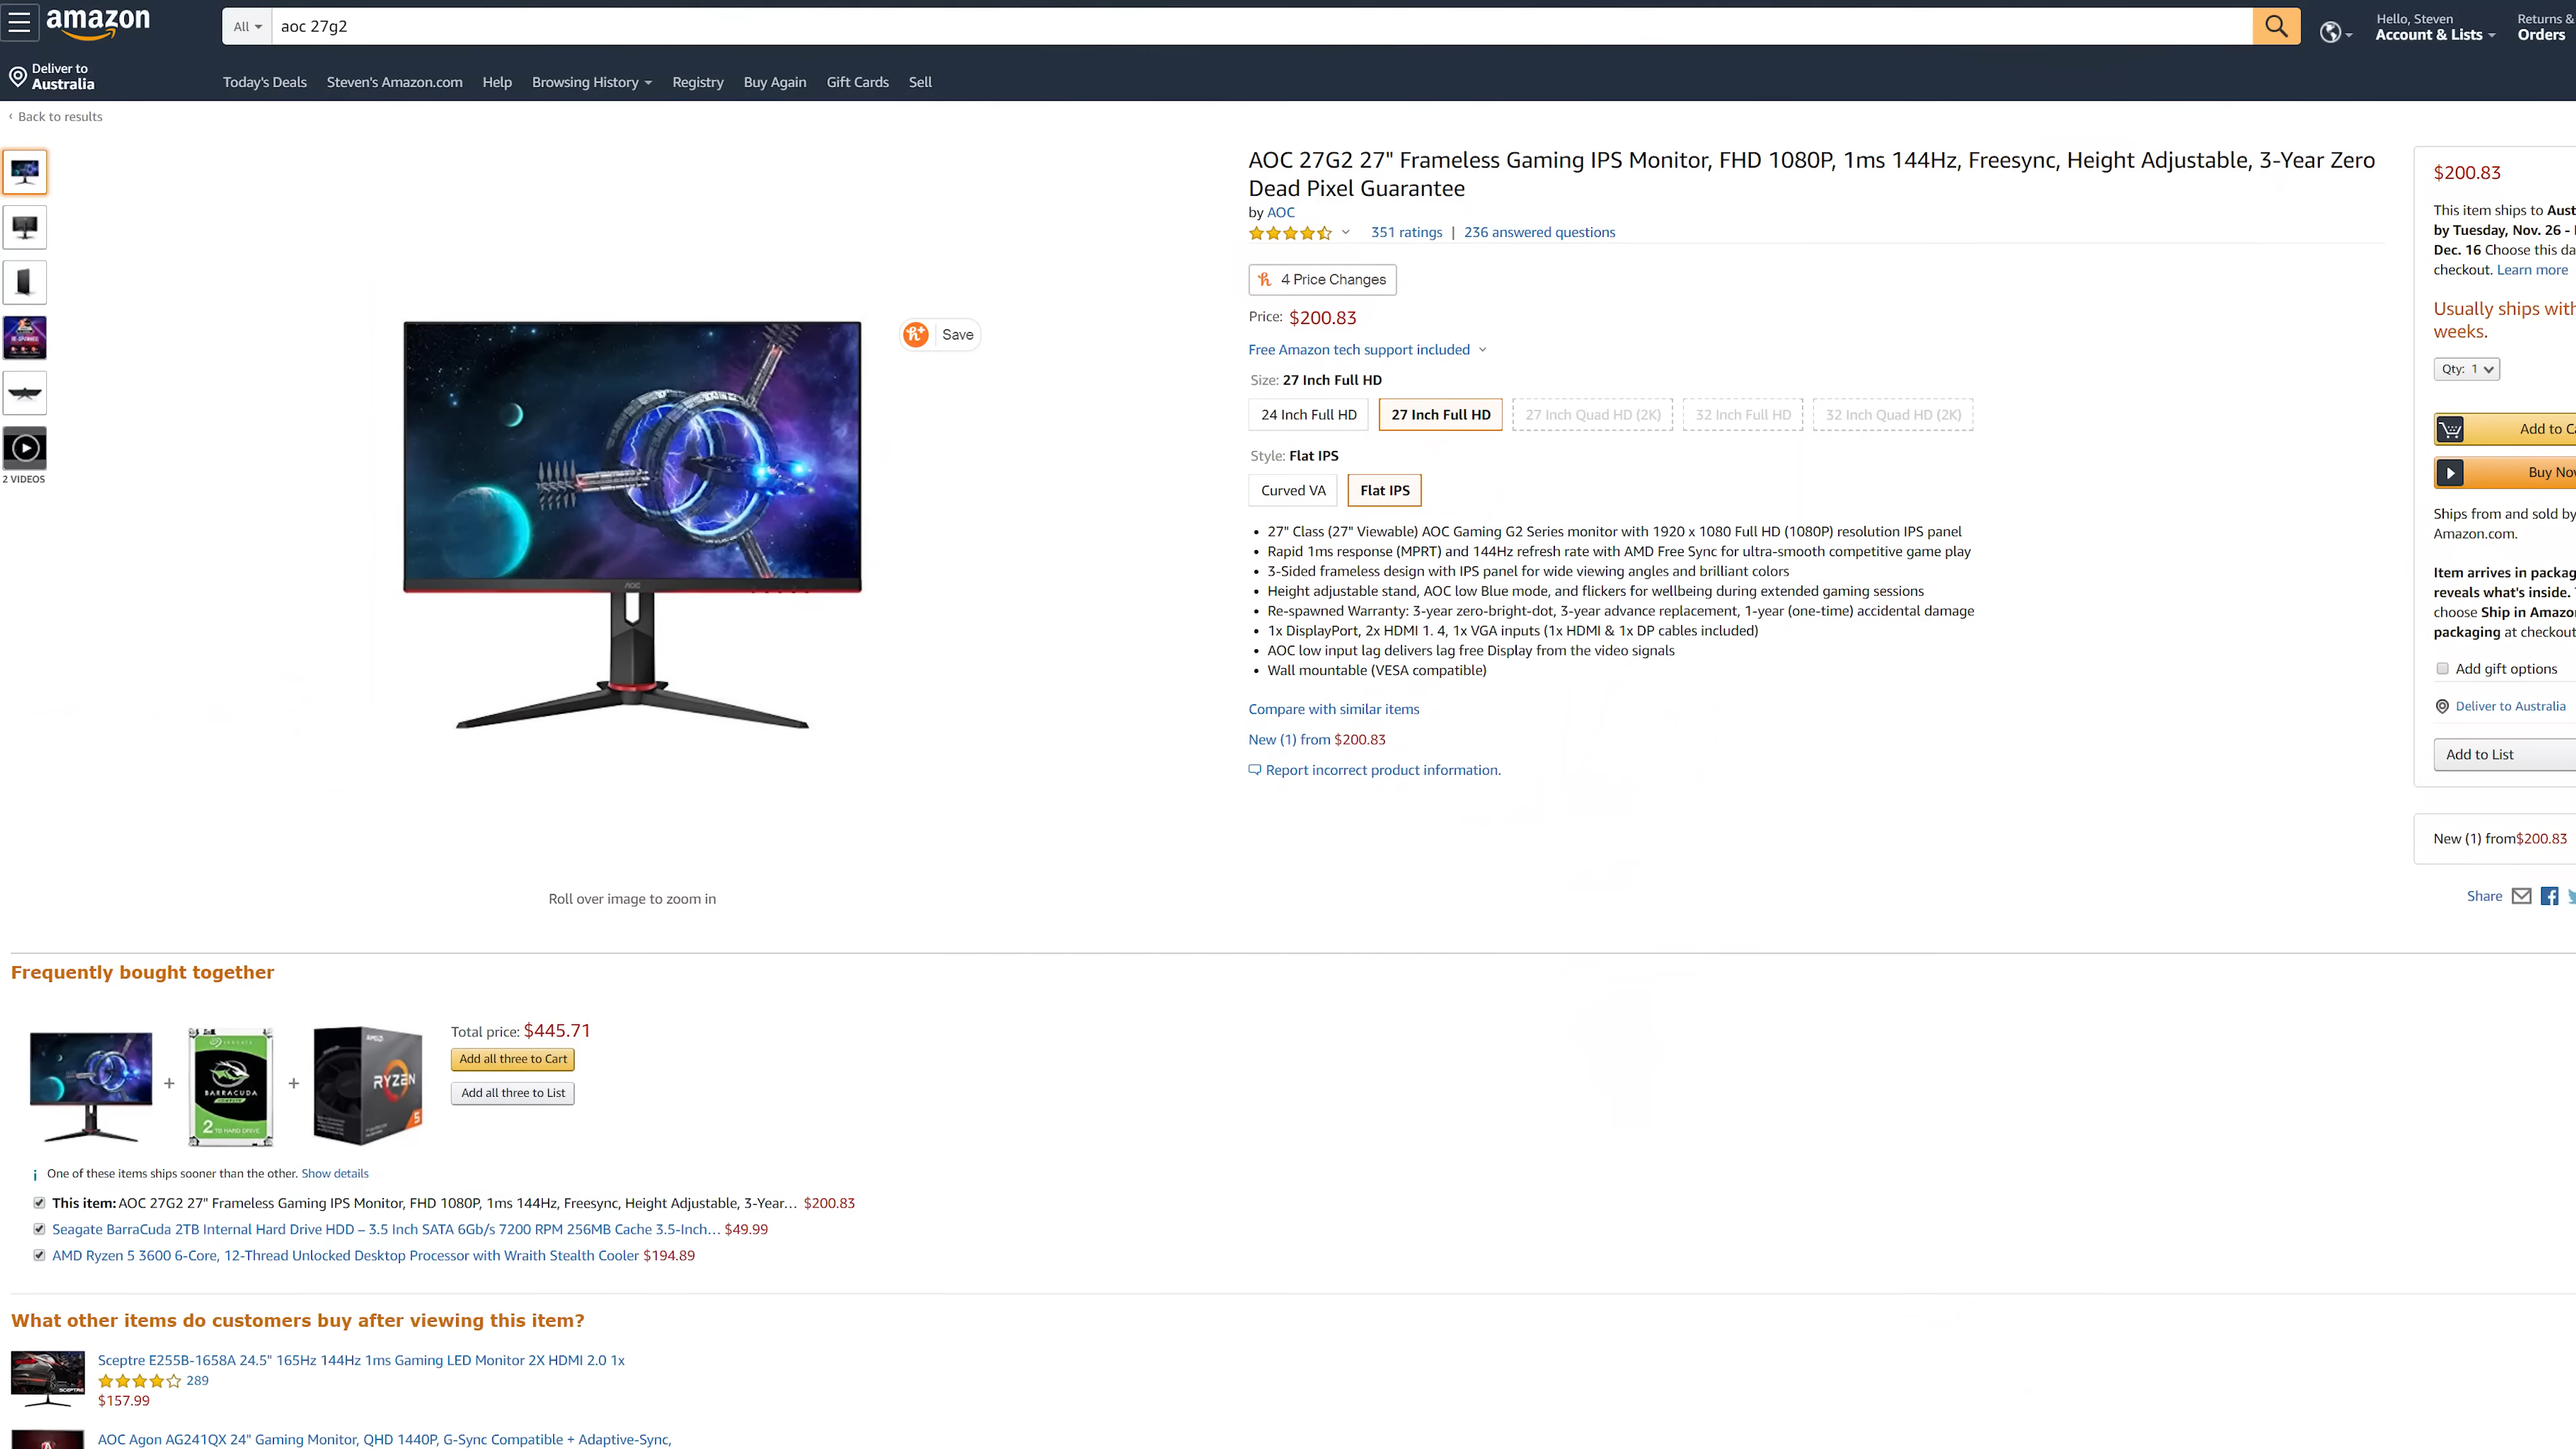 amazon
All
aoc 27g2
Hello, Steven
Account & Lists
Returns &
Orders
Deliver to
Australia
Today's Deals
Steven's Amazon.com
Help
Browsing History
Registry
Buy Again
Gift Cards
Sell
‹ Back to results
2 VIDEOS
AOC
Save
Roll over image to zoom in
AOC 27G2 27" Frameless Gaming IPS Monitor, FHD 1080P, 1ms 144Hz, Freesync, Height Adjustable, 3-Year Zero
Dead Pixel Guarantee
by AOC
351 ratings | 236 answered questions
4 Price Changes
Price: $200.83
Free Amazon tech support included
Size: 27 Inch Full HD
24 Inch Full HD
27 Inch Full HD
27 Inch Quad HD (2K)
32 Inch Full HD
32 Inch Quad HD (2K)
Style: Flat IPS
Curved VA
Flat IPS
• 27" Class (27" Viewable) AOC Gaming G2 Series monitor with 1920 x 1080 Full HD (1080P) resolution IPS panel
• Rapid 1ms response (MPRT) and 144Hz refresh rate with AMD Free Sync for ultra-smooth competitive game play
• 3-Sided frameless design with IPS panel for wide viewing angles and brilliant colors
• Height adjustable stand, AOC low Blue mode, and flickers for wellbeing during extended gaming sessions
• Re-spawned Warranty: 3-year zero-bright-dot, 3-year advance replacement, 1-year (one-time) accidental damage
• 1x DisplayPort, 2x HDMI 1. 4, 1x VGA inputs (1x HDMI & 1x DP cables included)
• AOC low input lag delivers lag free Display from the video signals
• Wall mountable (VESA compatible)
Compare with similar items
New (1) from $200.83
Report incorrect product information.
$200.83
This item ships to Aust
by Tuesday, Nov. 26 -
Dec. 16 Choose this da
checkout. Learn more
Usually ships with
weeks.
Qty: 1
Add to Ca
Buy Nov
Ships from and sold by
Amazon.com.
Item arrives in packag
reveals what's inside.
choose Ship in Amazo
packaging at checkout
Add gift options
Deliver to Australia
Add to List
New (1) from$200.83
Share
Frequently bought together
SEAGATE
BARRACUDA
2 TB HARD DRIVE
AMD
RYZEN
5
+
+
Total price: $445.71
Add all three to Cart
Add all three to List
i One of these items ships sooner than the other. Show details
This item: AOC 27G2 27" Frameless Gaming IPS Monitor, FHD 1080P, 1ms 144Hz, Freesync, Height Adjustable, 3-Year… $200.83
Seagate BarraCuda 2TB Internal Hard Drive HDD – 3.5 Inch SATA 6Gb/s 7200 RPM 256MB Cache 3.5-Inch… $49.99
AMD Ryzen 5 3600 6-Core, 12-Thread Unlocked Desktop Processor with Wraith Stealth Cooler $194.89
What other items do customers buy after viewing this item?
SCEPTRE
Sceptre E255B-1658A 24.5" 165Hz 144Hz 1ms Gaming LED Monitor 2X HDMI 2.0 1x
289
$157.99
AOC Agon AG241QX 24" Gaming Monitor, QHD 1440P, G-Sync Compatible + Adaptive-Sync,